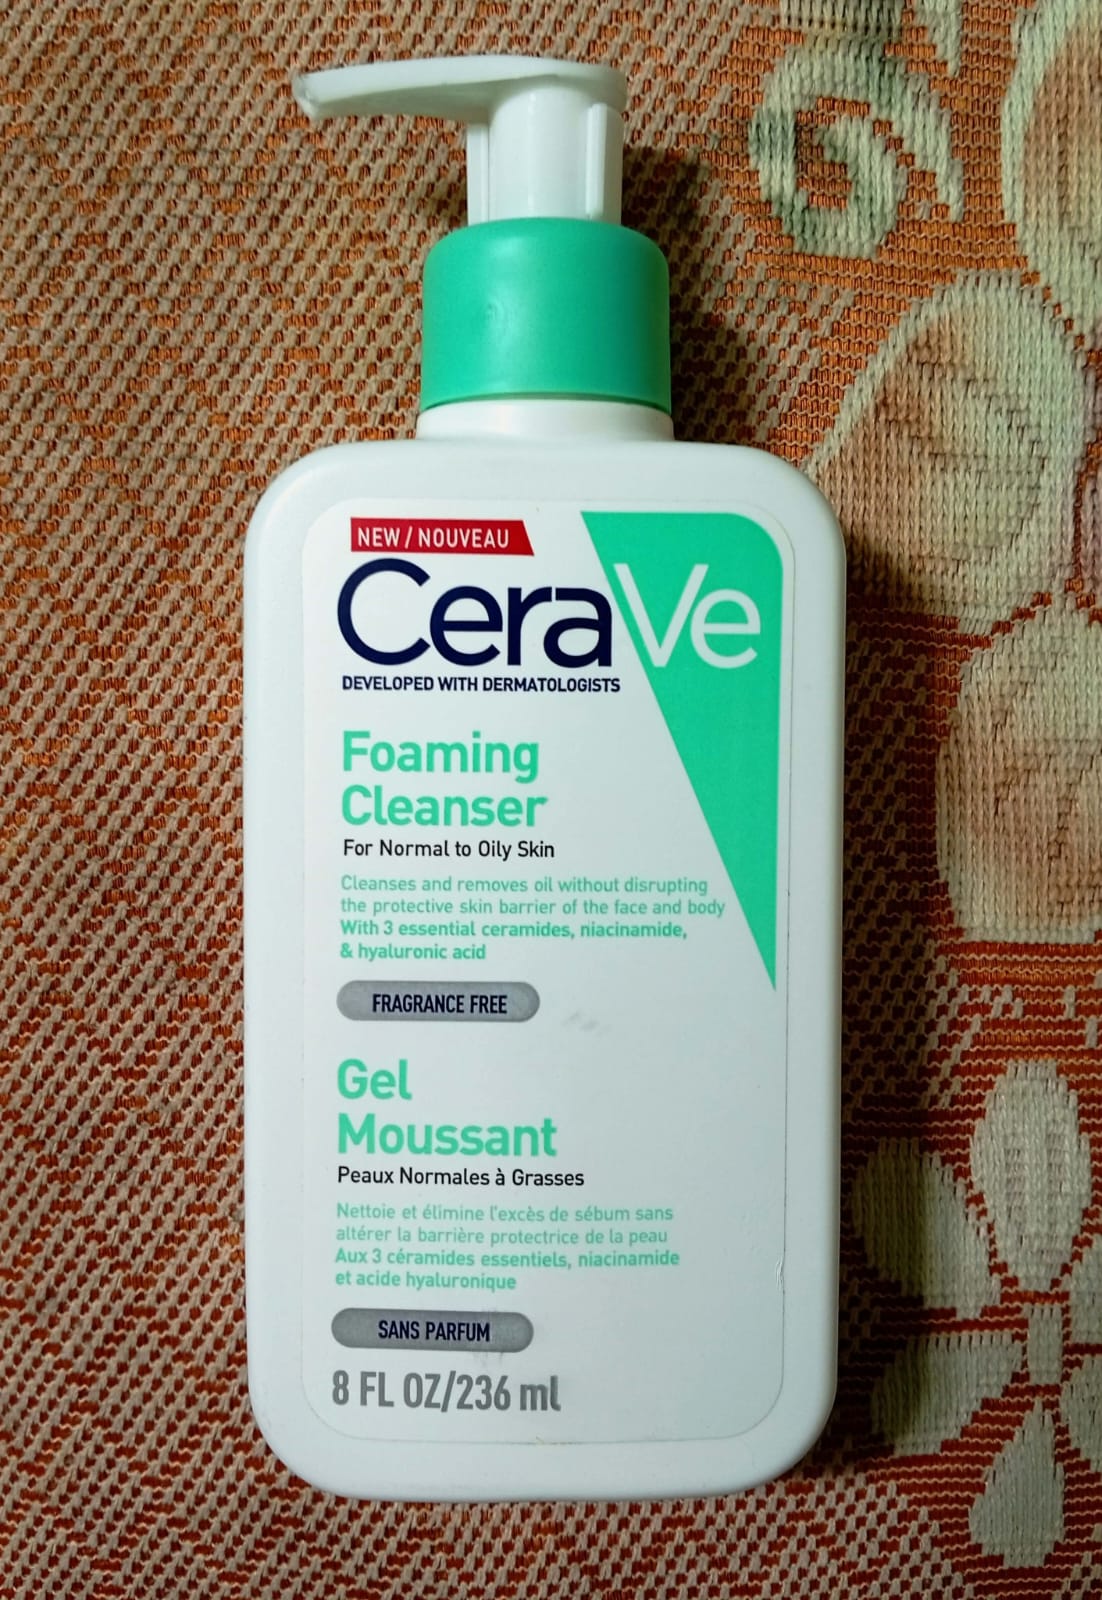 NEW / NOUVEAU
CeraVe
DEVELOPED WITH DERMATOLOGISTS
Foaming
Cleanser
For Normal to Oily Skin
Cleanses and removes oil without disrupting
the protective skin barrier of the face and body
With 3 essential ceramides, niacinamide,
& hyaluronic acid
FRAGRANCE FREE
Gel
Moussant
Peaux Normales à Grasses
Nettoie et élimine l'excès de sébum sans
altérer la barrière protectrice de la peau
Aux 3 céramides essentiels, niacinamide
et acide hyaluronique
SANS PARFUM
8 FL OZ/236 ml